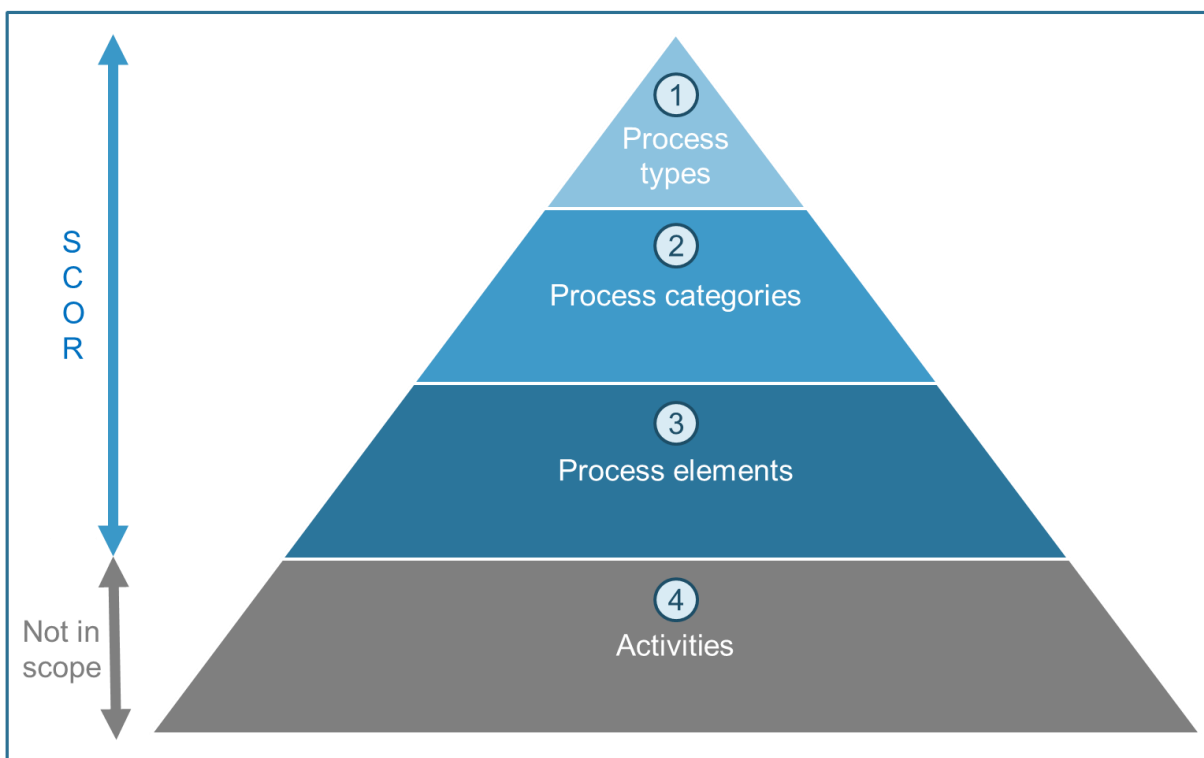 1
Process
types
2
Process categories
3
Process elements
4
Activities
S
C
O
R
Not in
scope